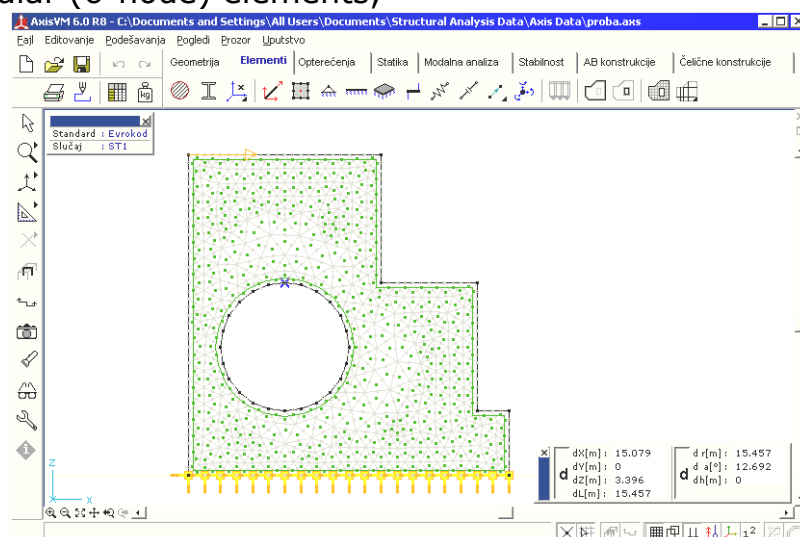 (6-node) elements,
AxisVM 6.0 R8 - C:\Documents and Settings\All Users\Documents\Structural Analysis Data\Axis Data\proba.axs
Fajl Editovanje Podešavanja Pogledi Prozor Uputstvo
Geometrija Elementi Opterećenja Statika Modalna analiza Stabilnost AB konstrukcije Čelične konstrukcije
kg
Standard : Evrokod
Slučaj : ST1
Z
X
d
dX[m]: 15.079
dY[m]: 0
dZ[m]: 3.396
dL[m]: 15.457
d
d r[m]: 15.457
d a[°]: 12.692
d h[m]: 0